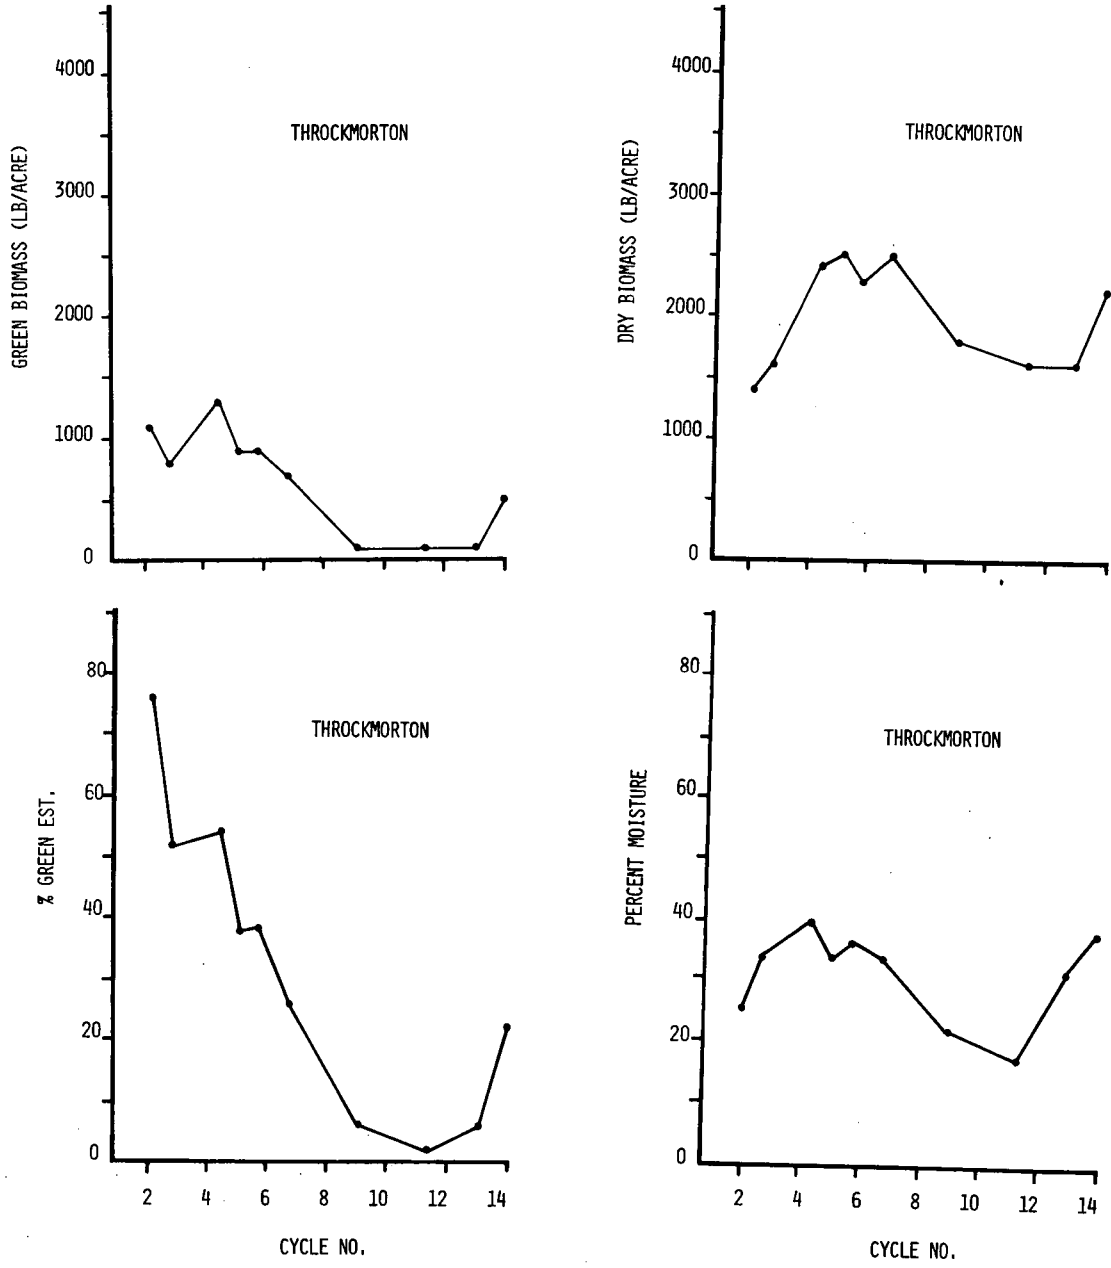 GREEN BIOMASS (LB/ACRE)
4000
3000
2000
1000
0
THROCKMORTON
DRY BIOMASS (LB/ACRE)
4000
3000
2000
1000
0
THROCKMORTON
% GREEN EST.
80
60
40
20
0
THROCKMORTON
2 4 6 8 10 12 14
CYCLE NO.
PERCENT MOISTURE
80
60
40
20
0
THROCKMORTON
2 4 6 8 10 12 14
CYCLE NO.